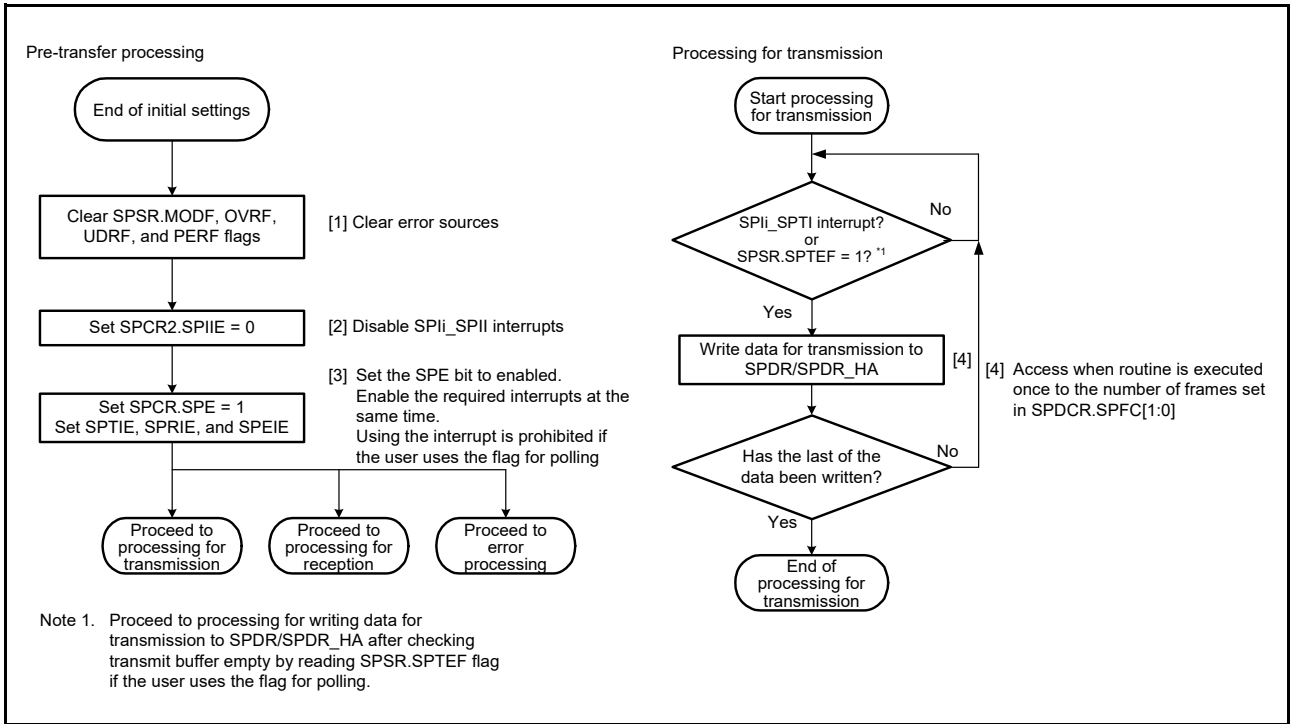 Pre-transfer processing
End of initial settings
Clear SPSR.MODF, OVRF,
UDRF, and PERF flags
[1] Clear error sources
Set SPCR2.SPIIE = 0
[2] Disable SPIi_SPII interrupts
Set SPCR.SPE = 1
Set SPTIE, SPRIE, and SPEIE
[3] Set the SPE bit to enabled.
Enable the required interrupts at the
same time.
Using the interrupt is prohibited if
the user uses the flag for polling
Proceed to
processing for
transmission
Proceed to
processing for
reception
Proceed to
error
processing
Note 1. Proceed to processing for writing data for
transmission to SPDR/SPDR_HA after checking
transmit buffer empty by reading SPSR.SPTEF flag
if the user uses the flag for polling.
Processing for transmission
Start processing
for transmission
SPIi_SPTI interrupt?
or
SPSR.SPTEF = 1? *1
No
Yes
Write data for transmission to
SPDR/SPDR_HA
[4]
[4] Access when routine is executed
once to the number of frames set
in SPDCR.SPFC[1:0]
Has the last of the
data been written?
No
Yes
End of
processing for
transmission